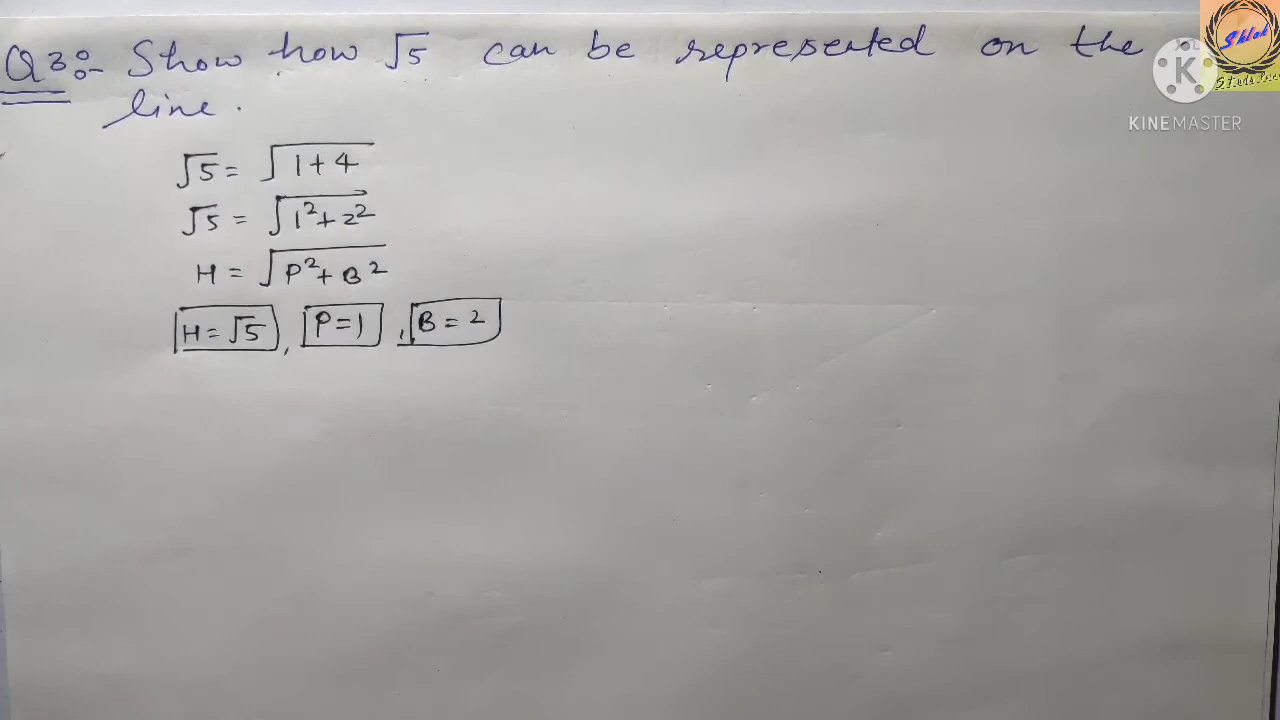 Q3:- Show how √5 can be represented on the
line.
√5 = √1+4
√5 = √1²+2²
H = √P²+B²
H = √5, P = 1, B = 2
Shlok
KINEMASTER